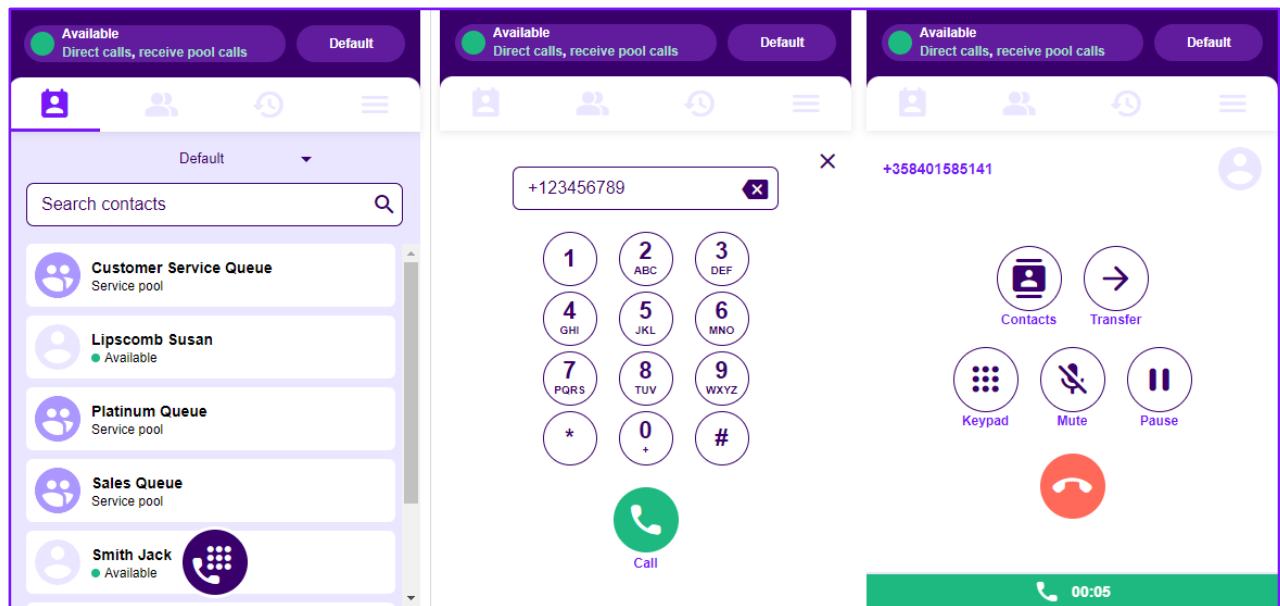 Available
Direct calls, receive pool calls
Default
Default
Search contacts
Customer Service Queue
Service pool
Lipscomb Susan
Available
Platinum Queue
Service pool
Sales Queue
Service pool
Smith Jack
Available
Available
Direct calls, receive pool calls
Default
+123456789
1
2
ABC
3
DEF
4
GHI
5
JKL
6
MNO
7
PQRS
8
TUV
9
WXYZ
*
0
+
#
Call
Available
Direct calls, receive pool calls
Default
+358401585141
Contacts
Transfer
Keypad
Mute
Pause
00:05